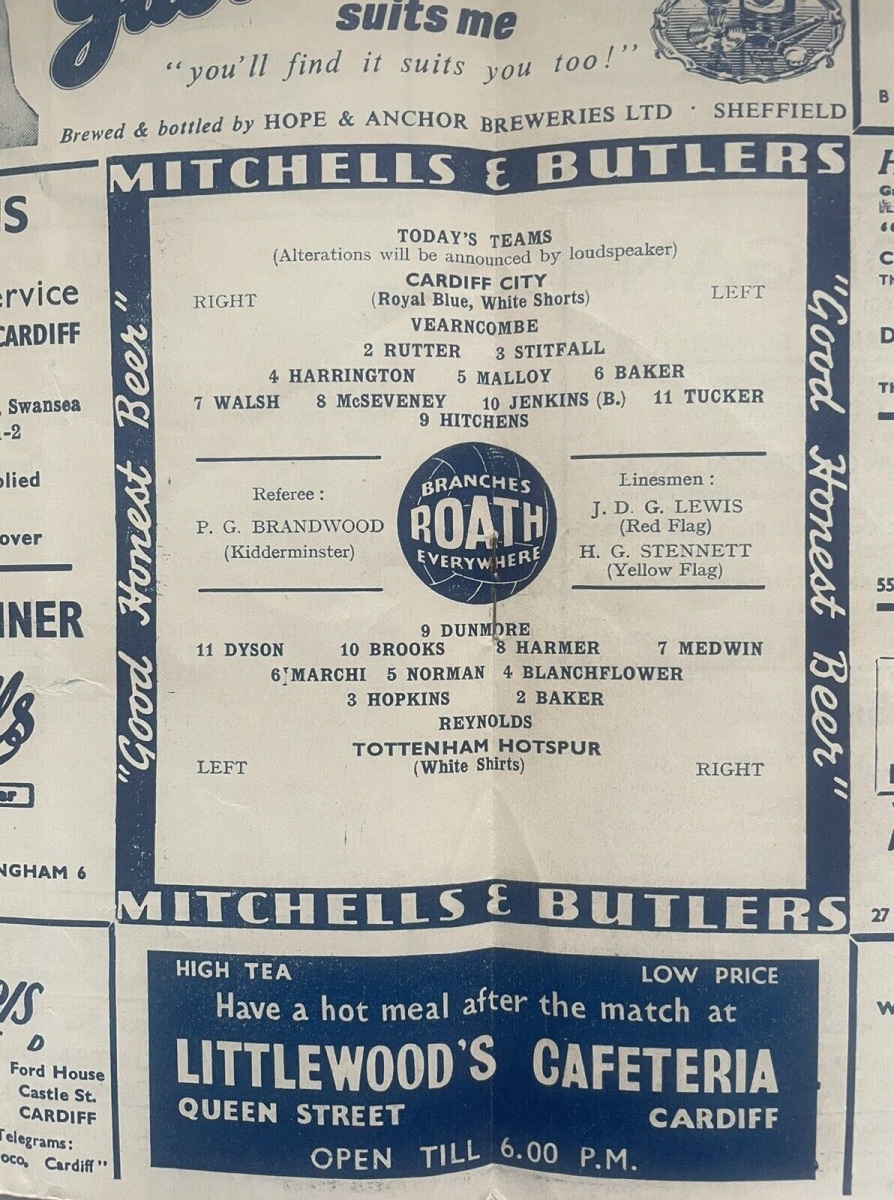 suits me
"you'll find it suits you too!"
Brewed & bottled by HOPE & ANCHOR BREWERIES LTD · SHEFFIELD
MITCHELLS & BUTLERS
"Good Honest Beer"
TODAY'S TEAMS
(Alterations will be announced by loudspeaker)
CARDIFF CITY
RIGHT (Royal Blue, White Shorts) LEFT
VEARNCOMBE
2 RUTTER 3 STITFALL
4 HARRINGTON 5 MALLOY 6 BAKER
7 WALSH 8 McSEVENEY 10 JENKINS (B.) 11 TUCKER
9 HITCHENS
Referee :
P. G. BRANDWOOD
(Kidderminster)
BRANCHES
ROATH
EVERYWHERE
Linesmen :
J. D. G. LEWIS
(Red Flag)
H. G. STENNETT
(Yellow Flag)
9 DUNMORE
11 DYSON 10 BROOKS 8 HARMER 7 MEDWIN
6 MARCHI 5 NORMAN 4 BLANCHFLOWER
3 HOPKINS 2 BAKER
REYNOLDS
TOTTENHAM HOTSPUR
LEFT (White Shirts) RIGHT
"Good Honest Beer"
MITCHELLS & BUTLERS
HIGH TEA LOW PRICE
Have a hot meal after the match at
LITTLEWOOD'S CAFETERIA
QUEEN STREET CARDIFF
OPEN TILL 6.00 P.M.
ervice
CARDIFF
, Swansea
-2
plied
over
NNER
NGHAM 6
D
Ford House
Castle St.
CARDIFF
Telegrams:
oco, Cardiff"
B
55
27